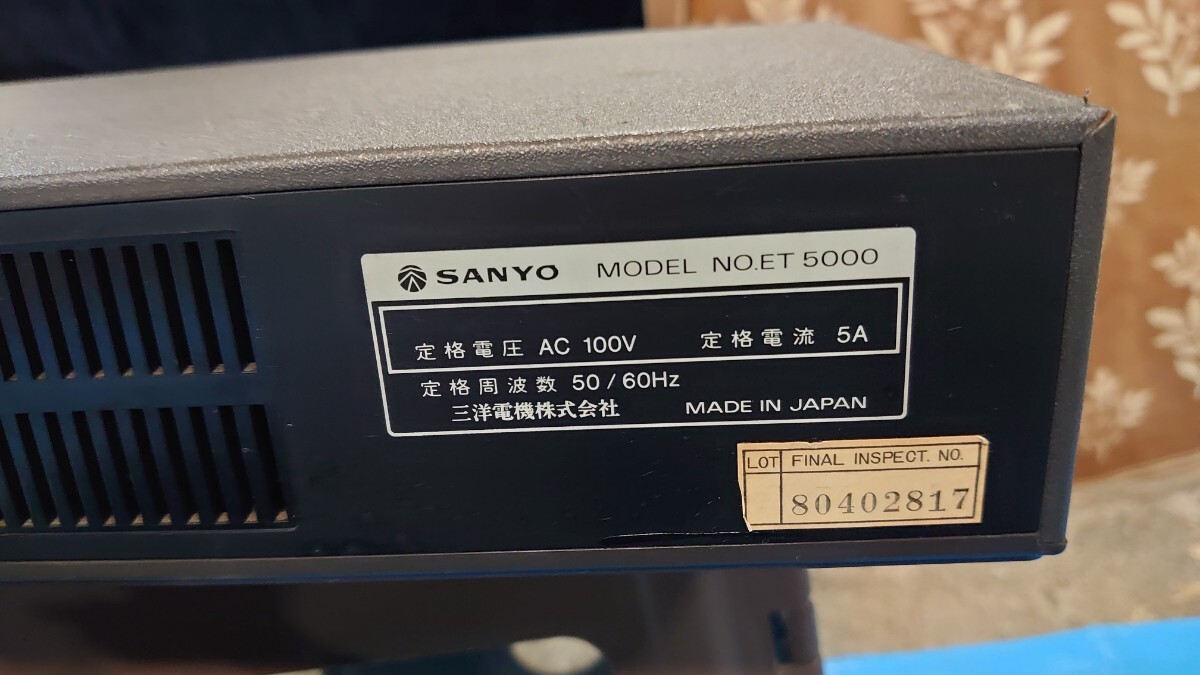 SANYO MODEL NO.ET 5000
定格電圧 AC 100V 定格電流 5A
定格周波数 50/60Hz
三洋電機株式会社 MADE IN JAPAN
LOT FINAL INSPECT. NO.
80402817